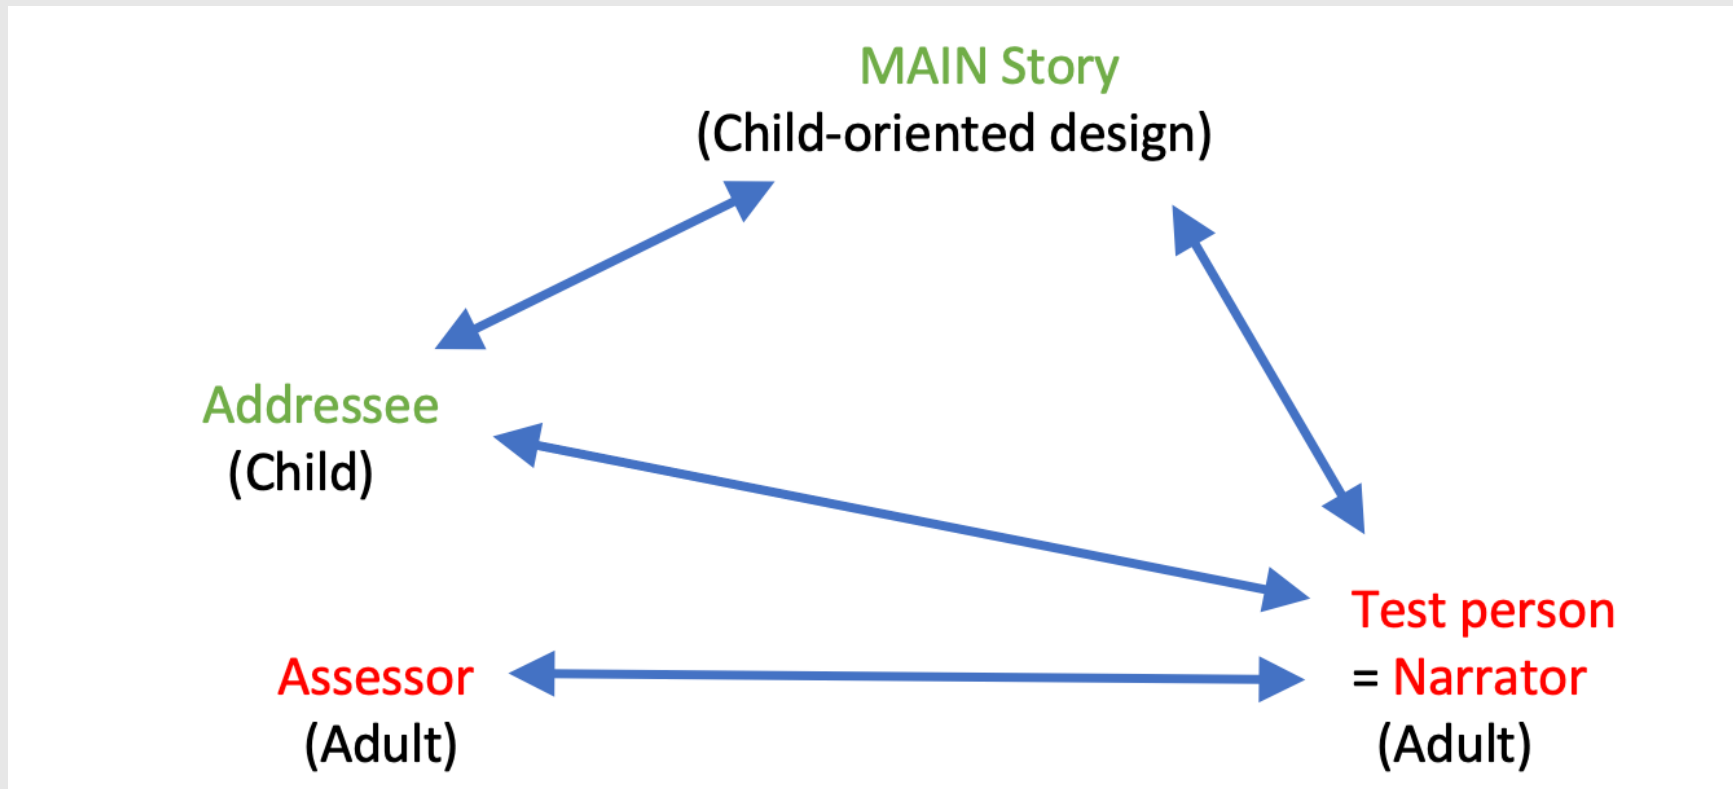 MAIN Story
(Child-oriented design)
Addressee
(Child)
Test person
= Narrator
(Adult)
Assessor
(Adult)